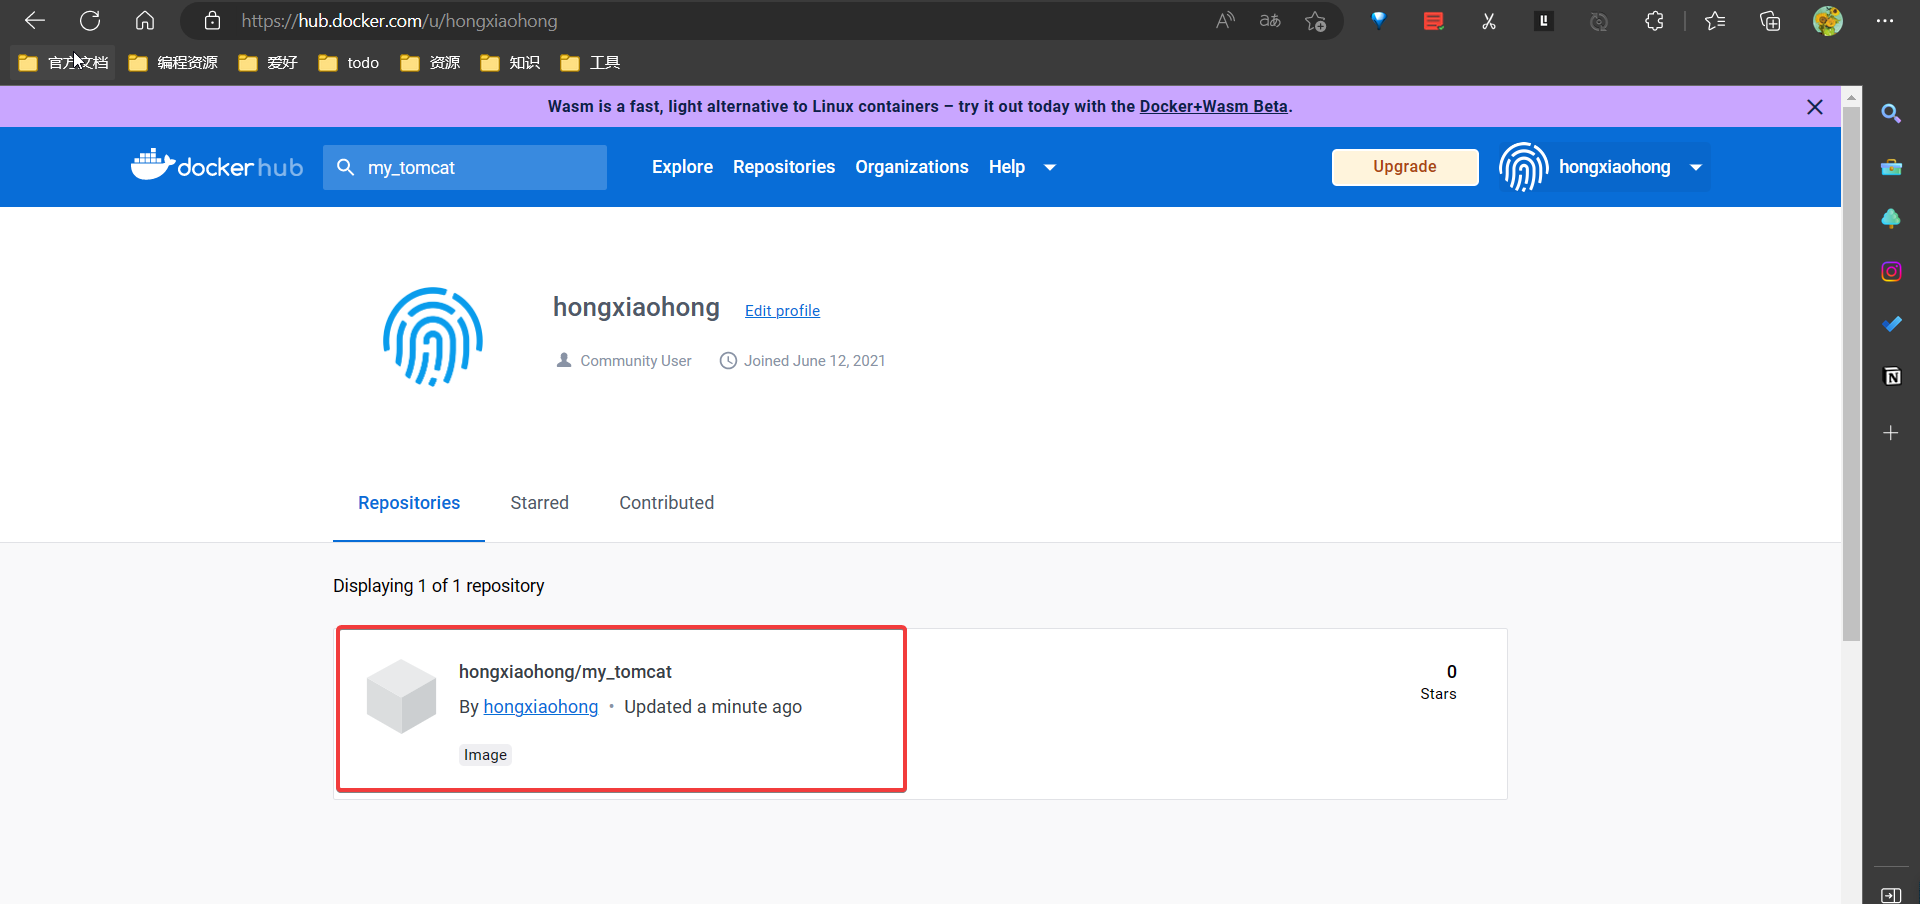 https://hub.docker.com/u/hongxiaohong
官方文档 编程资源 爱好 todo 资源 知识 工具
Wasm is a fast, light alternative to Linux containers – try it out today with the Docker+Wasm Beta.
docker hub my_tomcat Explore Repositories Organizations Help Upgrade hongxiaohong
hongxiaohong Edit profile
Community User Joined June 12, 2021
Repositories Starred Contributed
Displaying 1 of 1 repository
hongxiaohong/my_tomcat 0
Stars
By hongxiaohong • Updated a minute ago
Image